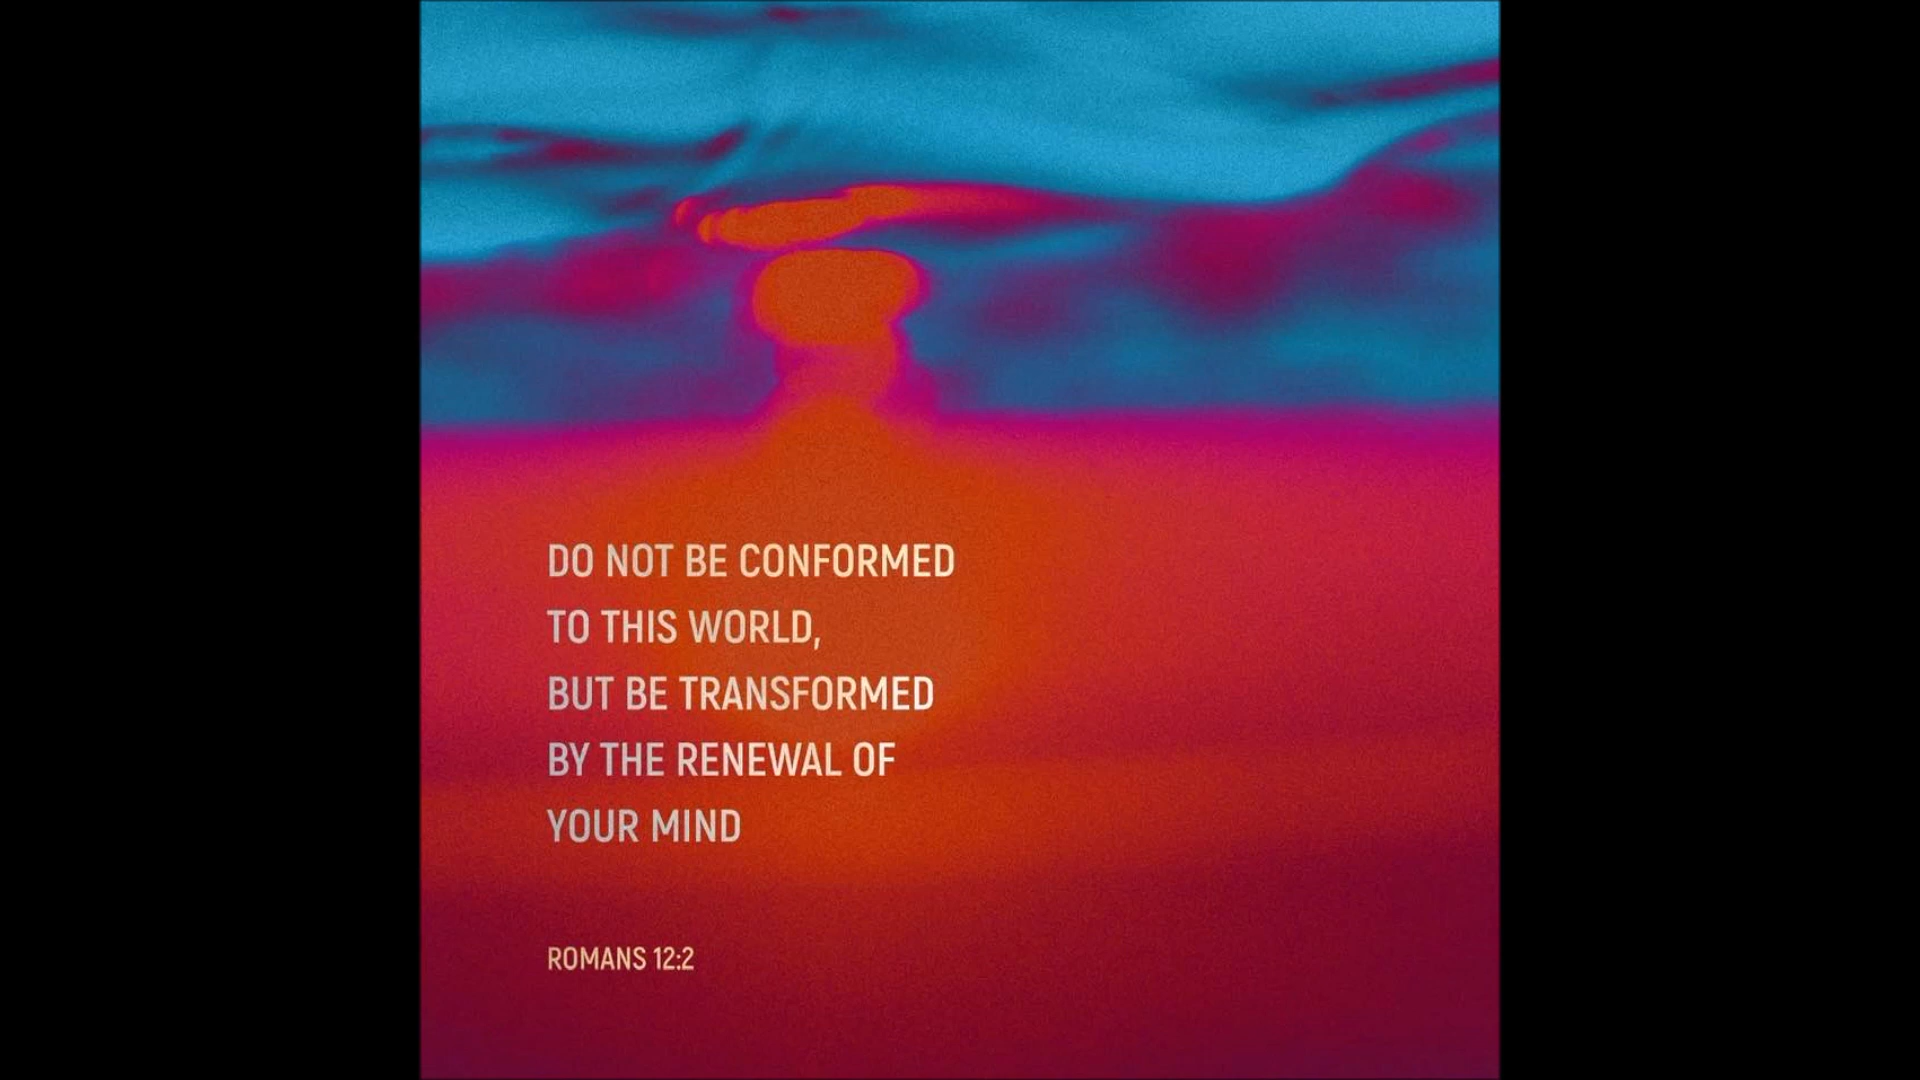 DO NOT BE CONFORMED
TO THIS WORLD,
BUT BE TRANSFORMED
BY THE RENEWAL OF
YOUR MIND
ROMANS 12:2